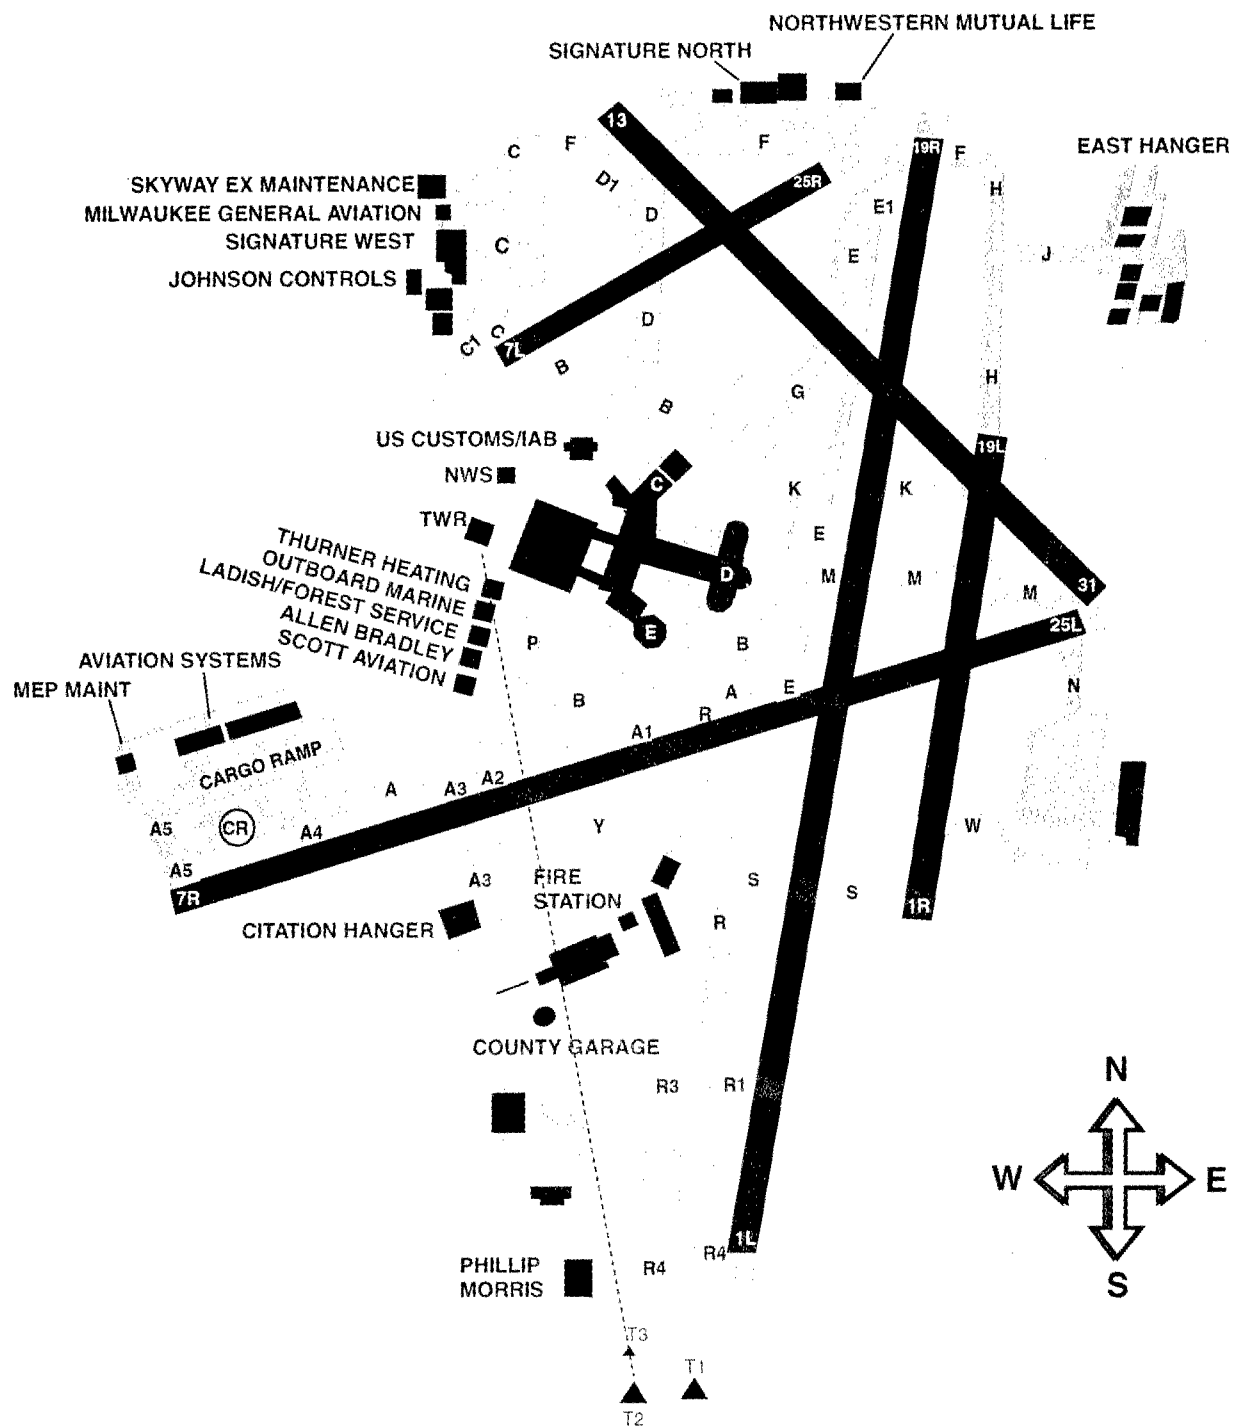 NORTHWESTERN MUTUAL LIFE
SIGNATURE NORTH
13
F
C
F
19R
F
EAST HANGER
SKYWAY EX MAINTENANCE
D1
25R
H
MILWAUKEE GENERAL AVIATION
D
E1
SIGNATURE WEST
C
E
J
JOHNSON CONTROLS
D
C1
C
7L
B
G
H
B
US CUSTOMS/IAB
19L
NWS
C
K
K
TWR
E
THURNER HEATING
OUTBOARD MARINE
LADISH/FOREST SERVICE
ALLEN BRADLEY
SCOTT AVIATION
D
M
M
M
31
E
25L
P
B
AVIATION SYSTEMS
MEP MAINT
B
A
E
N
R
A1
CARGO RAMP
A
A3
A2
A5
CR
A4
Y
W
A5
7R
A3
FIRE
STATION
S
S
1R
CITATION HANGER
R
COUNTY GARAGE
R3
R1
N
W
E
S
1L
PHILLIP
MORRIS
R4
R4
T3
T1
T2